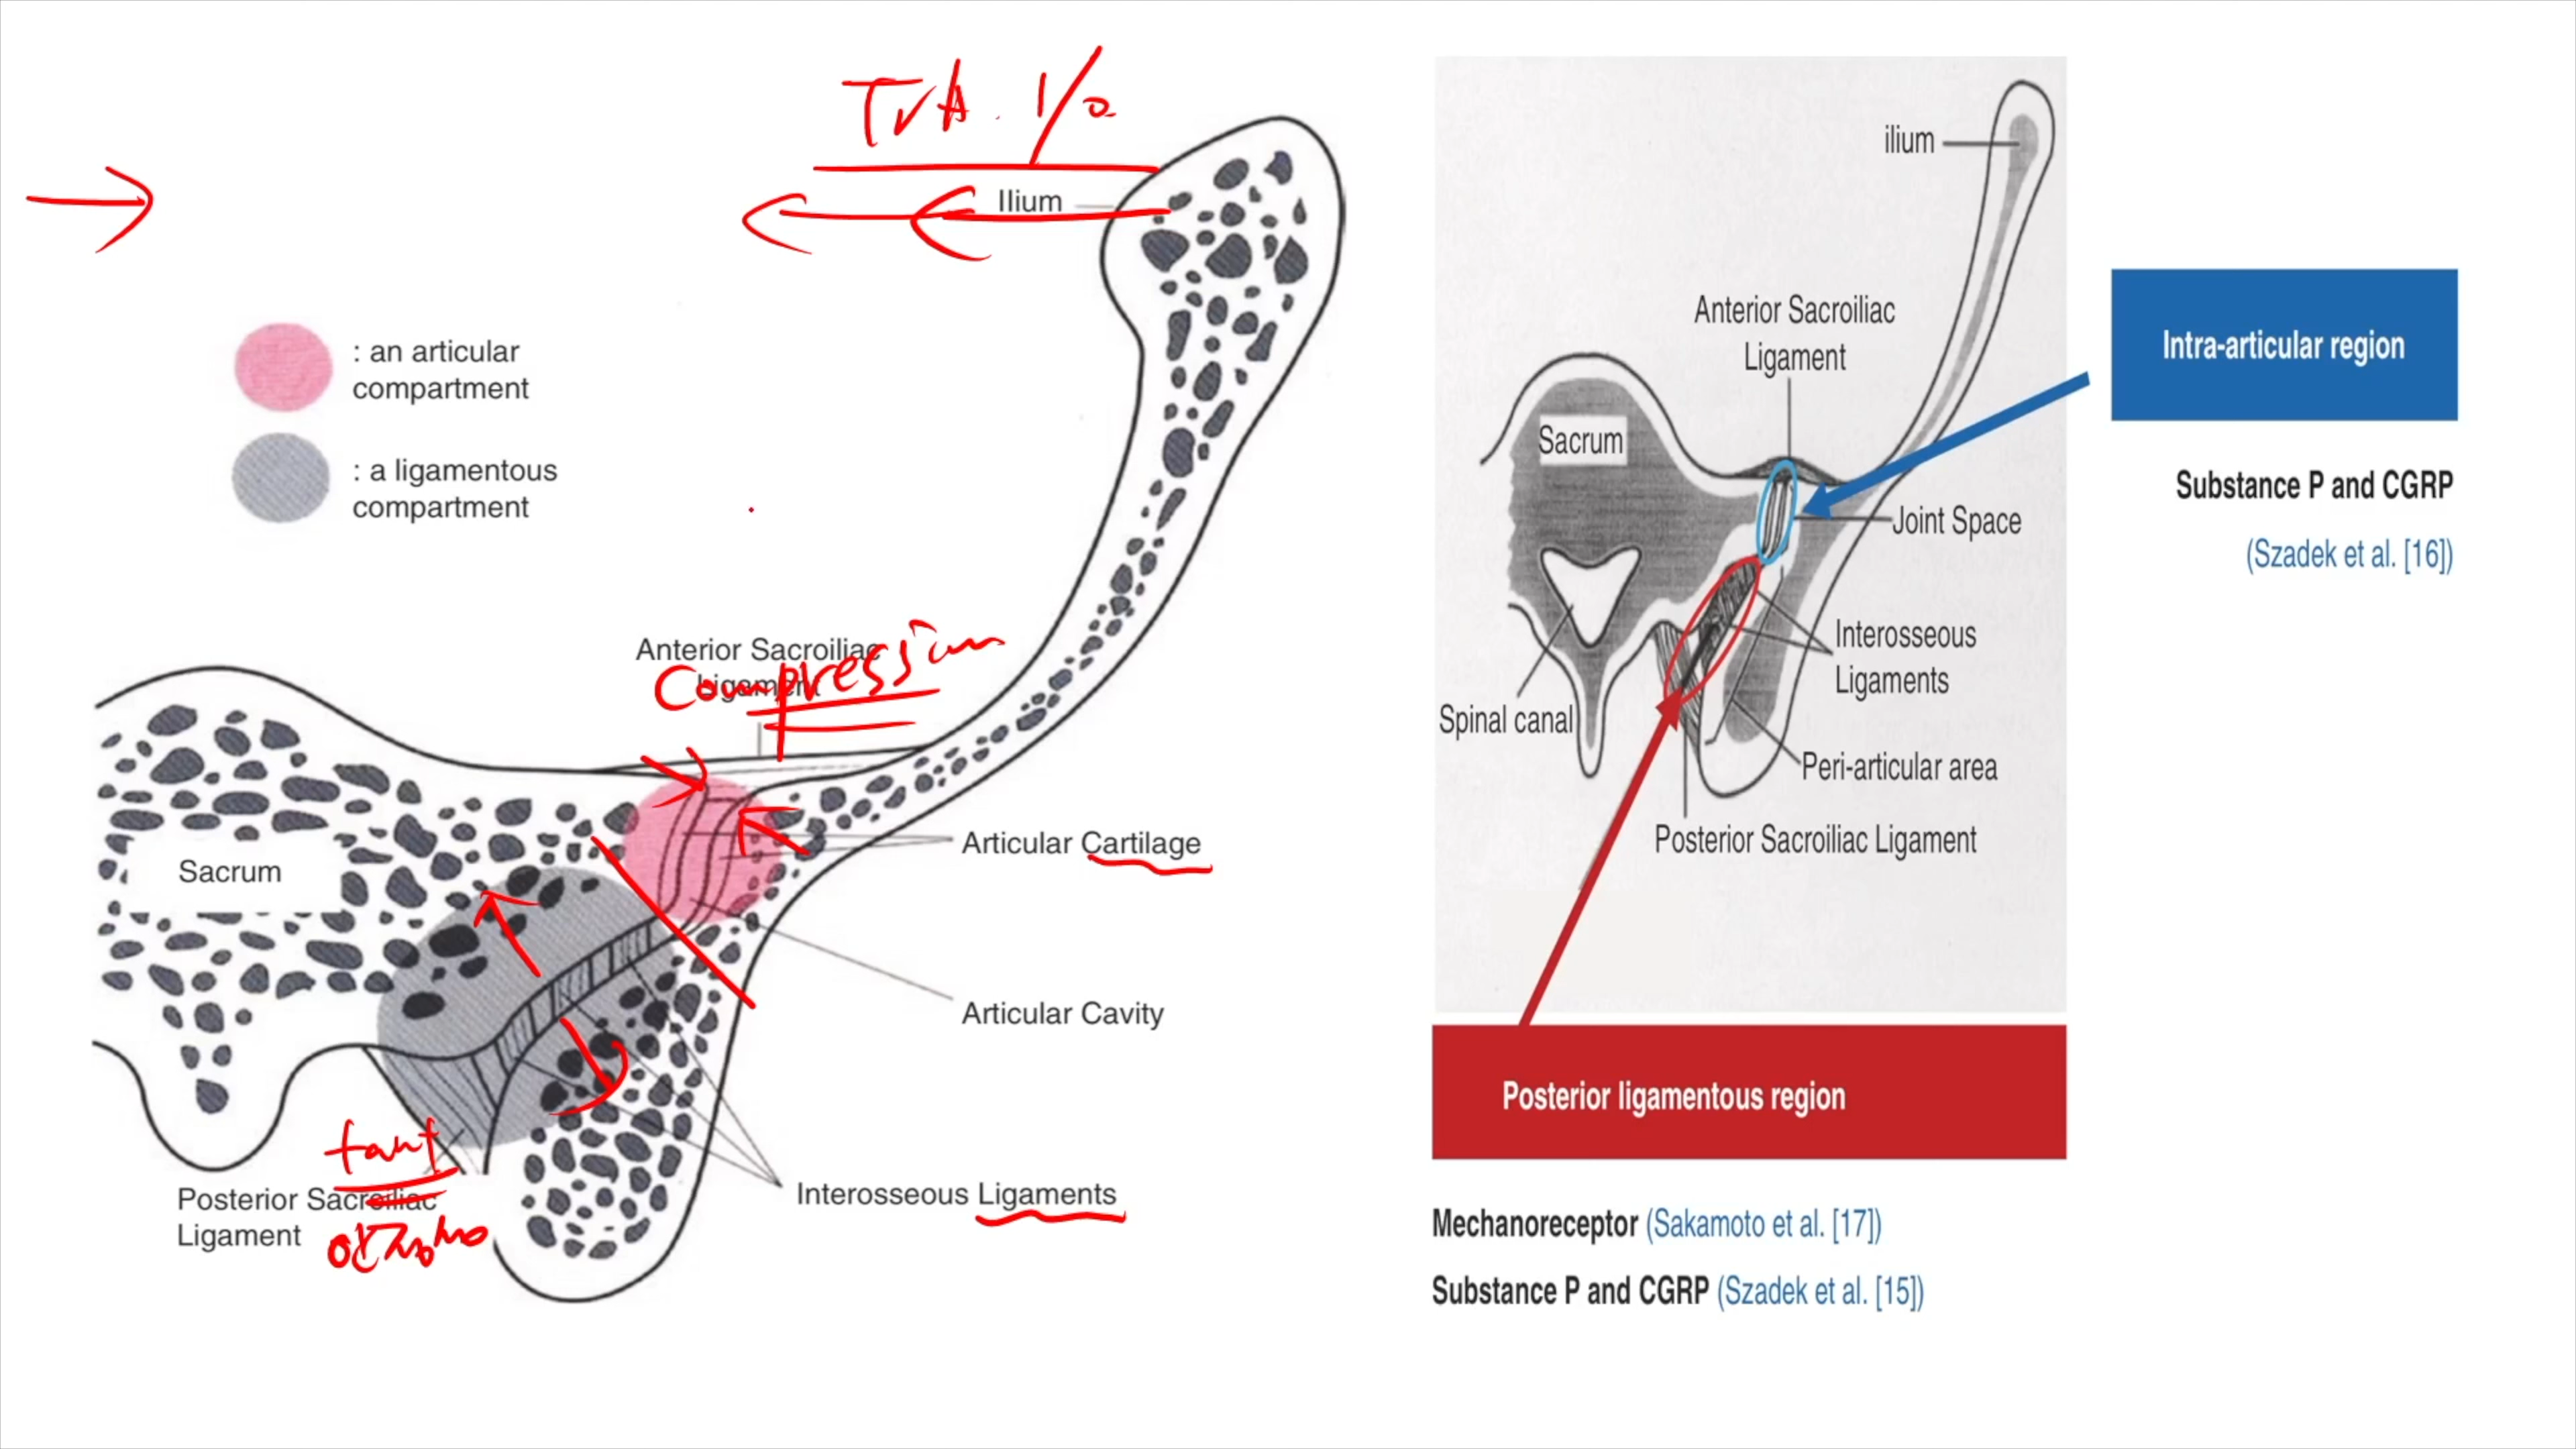 TrA. I/O
Ilium
: an articular
compartment
: a ligamentous
compartment
Anterior Sacroiliac
Ligament
Compression
Sacrum
Articular Cartilage
Articular Cavity
Interosseous Ligaments
taut
Posterior Sacroiliac
Ligament
ilium
Anterior Sacroiliac
Ligament
Sacrum
Joint Space
Interosseous
Ligaments
Spinal canal
Peri-articular area
Posterior Sacroiliac Ligament
Intra-articular region
Substance P and CGRP
(Szadek et al. [16])
Posterior ligamentous region
Mechanoreceptor (Sakamoto et al. [17])
Substance P and CGRP (Szadek et al. [15])